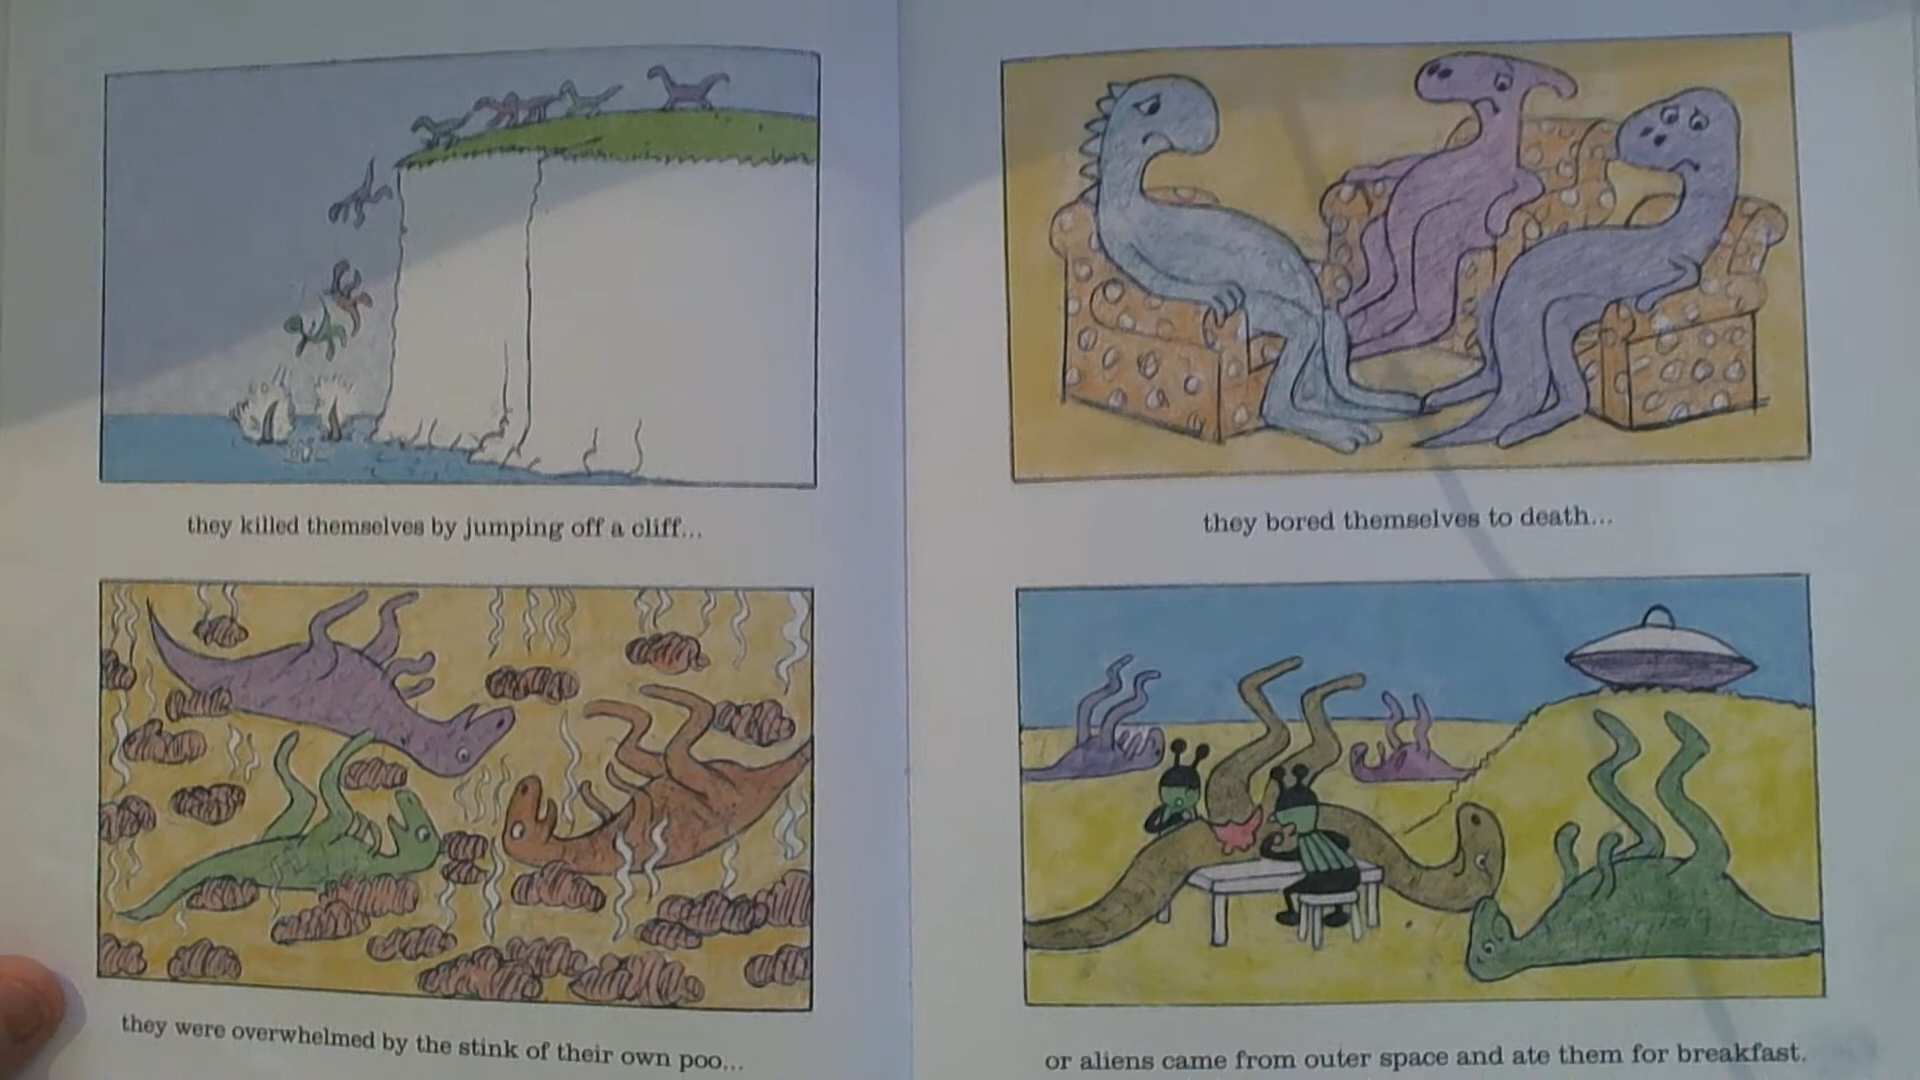 they killed themselves by jumping off a cliff...
they were overwhelmed by the stink of their own poo...
they bored themselves to death...
or aliens came from outer space and ate them for breakfast.